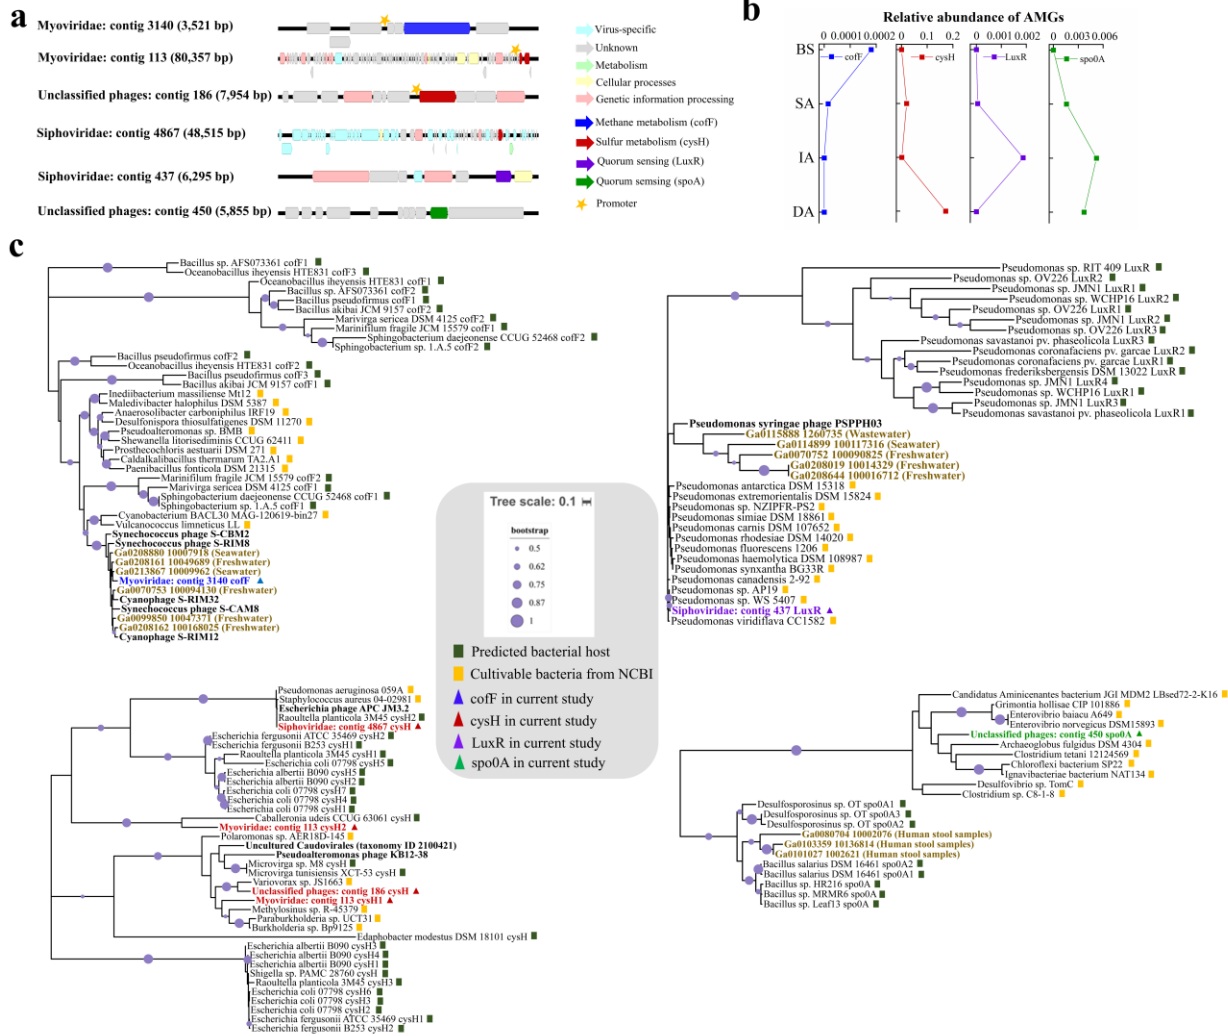 a
Myoviridae: contig 3140 (3,521 bp)
Myoviridae: contig 113 (80,357 bp)
Unclassified phages: contig 186 (7,954 bp)
Siphoviridae: contig 4867 (48,515 bp)
Siphoviridae: contig 437 (6,295 bp)
Unclassified phages: contig 450 (5,855 bp)
Virus-specific
Unknown
Metabolism
Cellular processes
Genetic information processing
Methane metabolism (cofF)
Sulfur metabolism (cysH)
Quorum sensing (LuxR)
Quorum sensing (spoA)
Promoter
b
Relative abundance of AMGs
0 0.0001 0.0002
0 0.1 0.2
0 0.001 0.002
0 0.003 0.006
BS
SA
IA
DA
cofF
cysH
LuxR
spo0A
c
Bacillus sp. AFS073361 cofF1
Oceanobacillus iheyensis HTE831 cofF3
Oceanobacillus iheyensis HTE831 cofF1
Bacillus sp. AFS073361 cofF2
Bacillus pseudofirmus cofF1
Bacillus akibai JCM 9157 cofF2
Marivirga sericea DSM 4125 cofF2
Marinifilum fragile JCM 15579 cofF1
Sphingobacterium daejeonense CCUG 52468 cofF2
Sphingobacterium sp. 1.A.5 cofF2
Bacillus pseudofirmus cofF2
Oceanobacillus iheyensis HTE831 cofF2
Bacillus pseudofirmus cofF3
Bacillus akibai JCM 9157 cofF1
Inediibacterium massiliense Mt12
Maledivibacter halophilus DSM 5387
Anaerosolibacter carboniphilus IRF19
Desulfonispora thiosulfatigenes DSM 11270
Pseudoalteromonas sp. BMB
Shewanella litorisediminis CCUG 62411
Prosthecochloris aestuarii DSM 271
Caldalkalibacillus thermarum TA2.A1
Paenibacillus fonticola DSM 21315
Marinifilum fragile JCM 15579 cofF2
Marivirga sericea DSM 4125 cofF1
Sphingobacterium daejeonense CCUG 52468 cofF1
Sphingobacterium sp. 1.A.5 cofF1
Cyanobacterium BACL30 MAG-120619-bin27
Vulcanococcus limneticus LL
Synechococcus phage S-CBM2
Synechococcus phage S-RIM8
Ga0208880 10007918 (Seawater)
Ga0208161 10049689 (Freshwater)
Ga0213867 10009962 (Seawater)
Myoviridae: contig 3140 cofF
Ga0070753 100094130 (Freshwater)
Cyanophage S-RIM32
Synechococcus phage S-CAM8
Ga0099850 10047371 (Freshwater)
Ga0208162 100168025 (Freshwater)
Cyanophage S-RIM12
Pseudomonas sp. RIT 409 LuxR
Pseudomonas sp. OV226 LuxR2
Pseudomonas sp. JMN1 LuxR1
Pseudomonas sp. WCHP16 LuxR2
Pseudomonas sp. OV226 LuxR1
Pseudomonas sp. JMN1 LuxR2
Pseudomonas sp. OV226 LuxR3
Pseudomonas savastanoi pv. phaseolicola LuxR3
Pseudomonas coronafaciens pv. garcae LuxR2
Pseudomonas coronafaciens pv. garcae LuxR1
Pseudomonas frederiksbergensis DSM 13022 LuxR
Pseudomonas sp. JMN1 LuxR4
Pseudomonas sp. WCHP16 LuxR1
Pseudomonas sp. JMN1 LuxR3
Pseudomonas savastanoi pv. phaseolicola LuxR1
Pseudomonas syringae phage PSPPH03
Ga0115888 1260735 (Wastewater)
Ga0114899 100117316 (Seawater)
Ga0070752 100090825 (Freshwater)
Ga0208019 10014329 (Freshwater)
Ga0208644 100016712 (Freshwater)
Pseudomonas antarctica DSM 15318
Pseudomonas extremorientalis DSM 15824
Pseudomonas sp. NZIPFR-PS2
Pseudomonas simiae DSM 18861
Pseudomonas carnis DSM 107652
Pseudomonas rhodesiae DSM 14020
Pseudomonas fluorescens 1206
Pseudomonas haemolytica DSM 108987
Pseudomonas synxantha BG33R
Pseudomonas canadensis 2-92
Pseudomonas sp. AP19
Pseudomonas sp. WS 5407
Siphoviridae: contig 437 LuxR
Pseudomonas viridiflava CC1582
Tree scale: 0.1
bootstrap
0.5
0.62
0.75
0.87
1
Predicted bacterial host
Cultivable bacteria from NCBI
cofF in current study
cysH in current study
LuxR in current study
spo0A in current study
Pseudomonas aeruginosa 059A
Staphylococcus aureus 04-02981
Escherichia phage APC JM3.2
Raoultella planticola 3M45 cysH2
Siphoviridae: contig 4867 cysH
Escherichia fergusonii ATCC 35469 cysH2
Escherichia fergusonii B253 cysH1
Raoultella planticola 3M45 cysH1
Escherichia coli 07798 cysH5
Escherichia albertii B090 cysH5
Escherichia albertii B090 cysH2
Escherichia coli 07798 cysH7
Escherichia coli 07798 cysH4
Escherichia coli 07798 cysH1
Caballeronia udeis CCUG 63061 cysH
Myoviridae: contig 113 cysH2
Polaromonas sp. AER18D-145
Uncultured Caudovirales (taxonomy ID 2100421)
Pseudoalteromonas phage KB12-38
Microvirga sp. M8 cysH
Microvirga tunisiensis XCT-53 cysH
Variovorax sp. JS1663
Unclassified phages: contig 186 cysH
Myoviridae: contig 113 cysH1
Methylosinus sp. R-45379
Paraburkholderia sp. UCT31
Burkholderia sp. Bp9125
Edaphobacter modestus DSM 18101 cysH
Escherichia albertii B090 cysH3
Escherichia albertii B090 cysH4
Escherichia albertii B090 cysH1
Shigella sp. PAMC 28760 cysH
Raoultella planticola 3M45 cysH3
Escherichia coli 07798 cysH6
Escherichia coli 07798 cysH3
Escherichia coli 07798 cysH2
Escherichia fergusonii ATCC 35469 cysH1
Escherichia fergusonii B253 cysH2
Candidatus Aminicenantes bacterium JGI MDM2 LBsed72-2-K16
Grimontia hollisae CIP 101886
Enterovibrio baiacu A649
Enterovibrio norvegicus DSM15893
Unclassified phages: contig 450 spo0A
Archaeoglobus fulgidus DSM 4304
Clostridium tetani 12124569
Chloroflexi bacterium SP22
Ignavibacteriae bacterium NAT134
Desulfovibrio sp. TomC
Clostridium sp. C8-1-8
Desulfosporosinus sp. OT spo0A1
Desulfosporosinus sp. OT spo0A3
Desulfosporosinus sp. OT spo0A2
Ga0080704 10002076 (Human stool samples)
Ga0103359 10136814 (Human stool samples)
Ga0101027 1002621 (Human stool samples)
Bacillus salarius DSM 16461 spo0A2
Bacillus salarius DSM 16461 spo0A1
Bacillus sp. HR216 spo0A
Bacillus sp. MRMR6 spo0A
Bacillus sp. Leaf13 spo0A